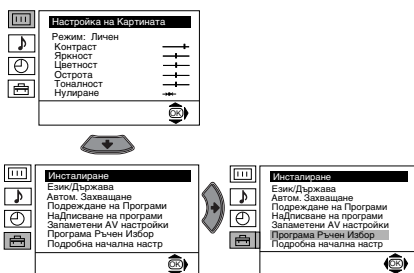 Настройка на Картината
Режим: Личен
Контраст
Яркност
Цветност
Острота
Тоналност
Нулиране
OK
Инсталиране
Език/Държава
Автом. Захващане
Подреждане на Програми
НаДписване на програми
Запаметени AV настройки
Програма Ръчен Избор
Подробна начална настр
OK
Инсталиране
Език/Държава
Автом. Захващане
Подреждане на Програми
НаДписване на програми
Запаметени AV настройки
Програма Ръчен Избор
Подробна начална настр
OK